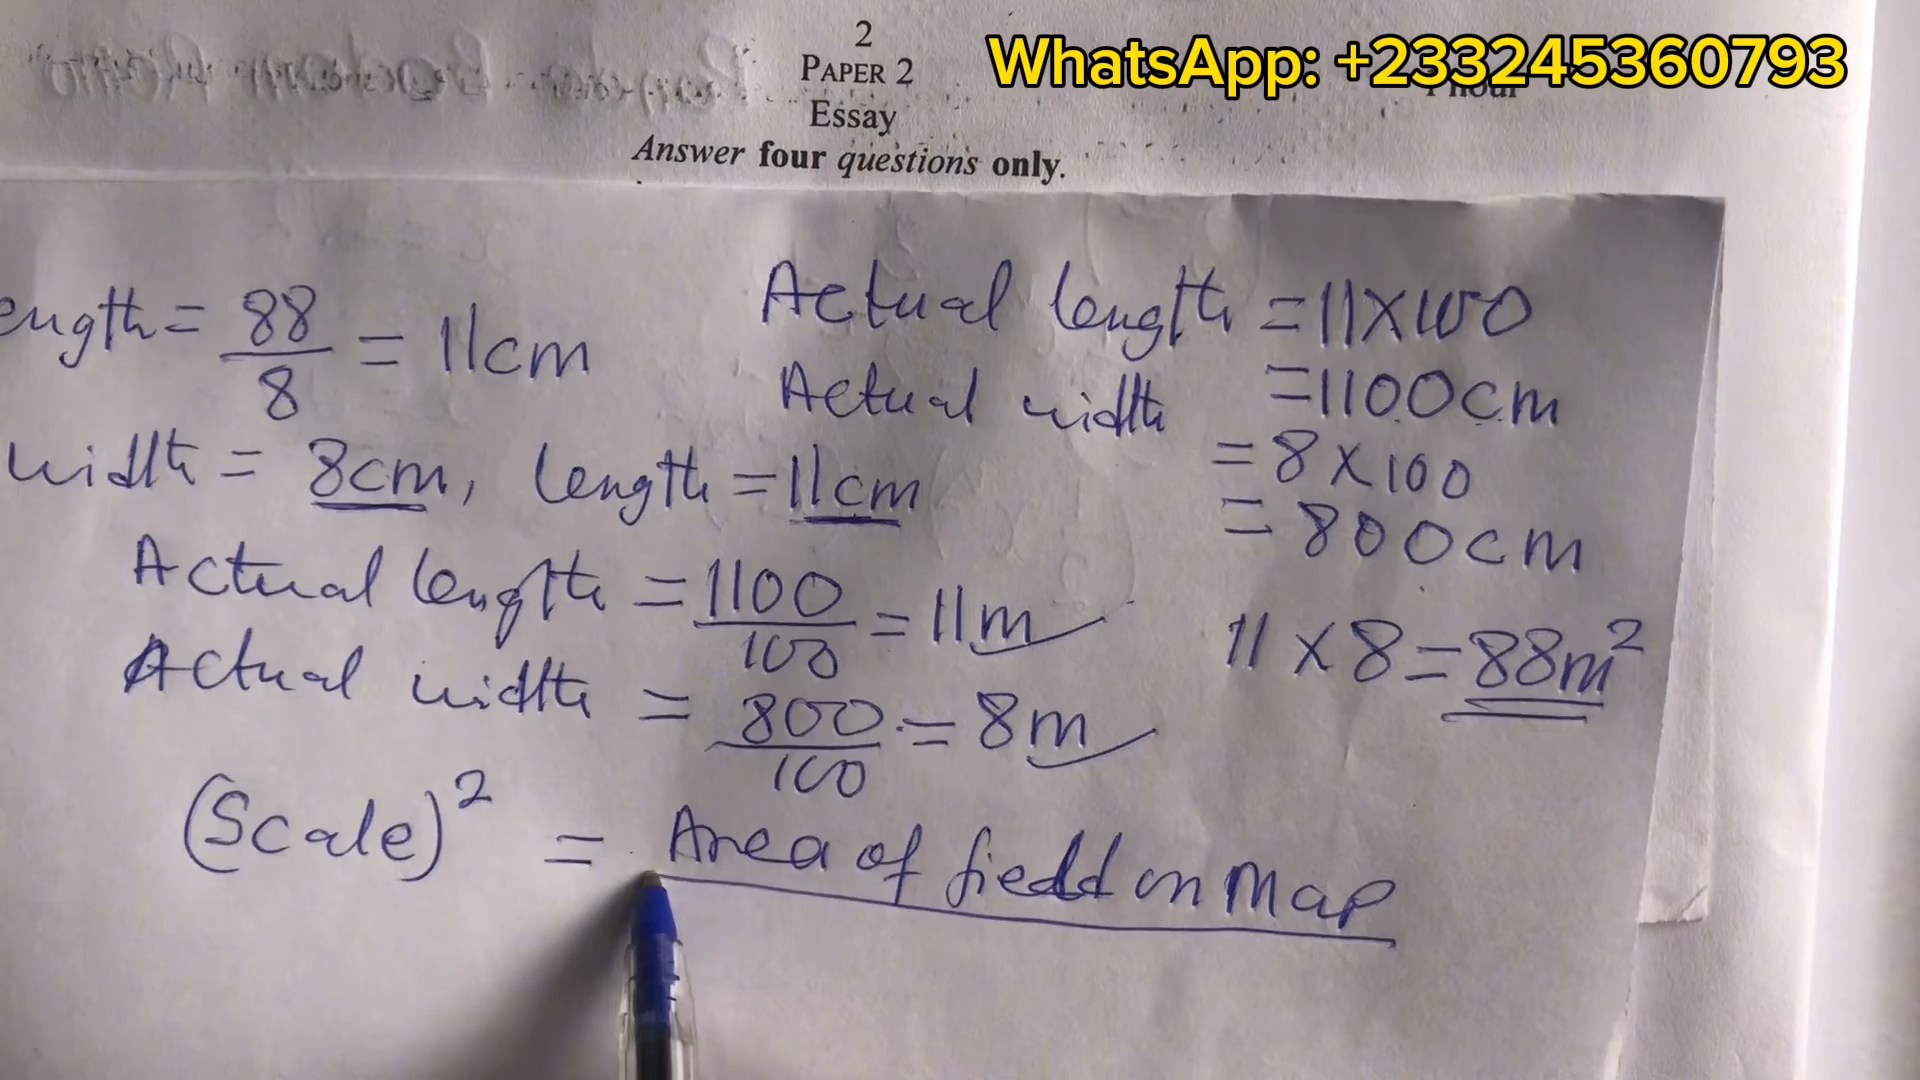 2
PAPER 2
WhatsApp: +233245360793
Essay
1 hour
Answer four questions only.
ength = 88/8 = 11cm
width = 8cm, length = 11cm
Actual length = 11 X 100
= 1100cm
Actual width
= 8 X 100
= 800cm
Actual length = 1100/100 = 11m
Actual width = 800/100 = 8m
11 X 8 = 88m²
(Scale)² = Area of field on Map